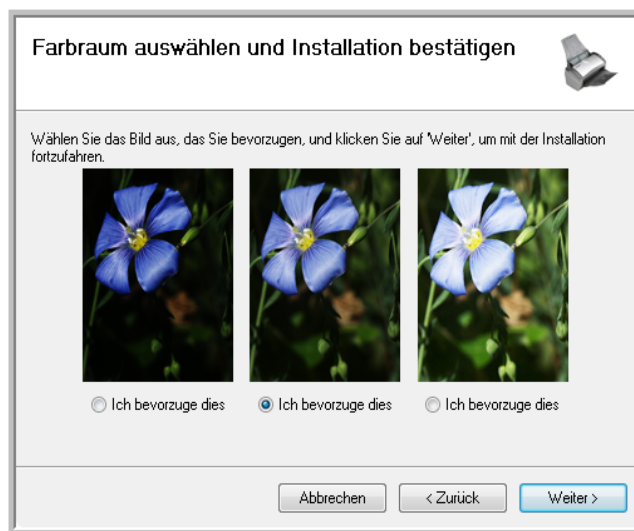 Farbraum auswählen und Installation bestätigen
Wählen Sie das Bild aus, das Sie bevorzugen, und klicken Sie auf 'Weiter', um mit der Installation
fortzufahren.
Ich bevorzuge dies
Ich bevorzuge dies
Ich bevorzuge dies
Abbrechen
< Zurück
Weiter >